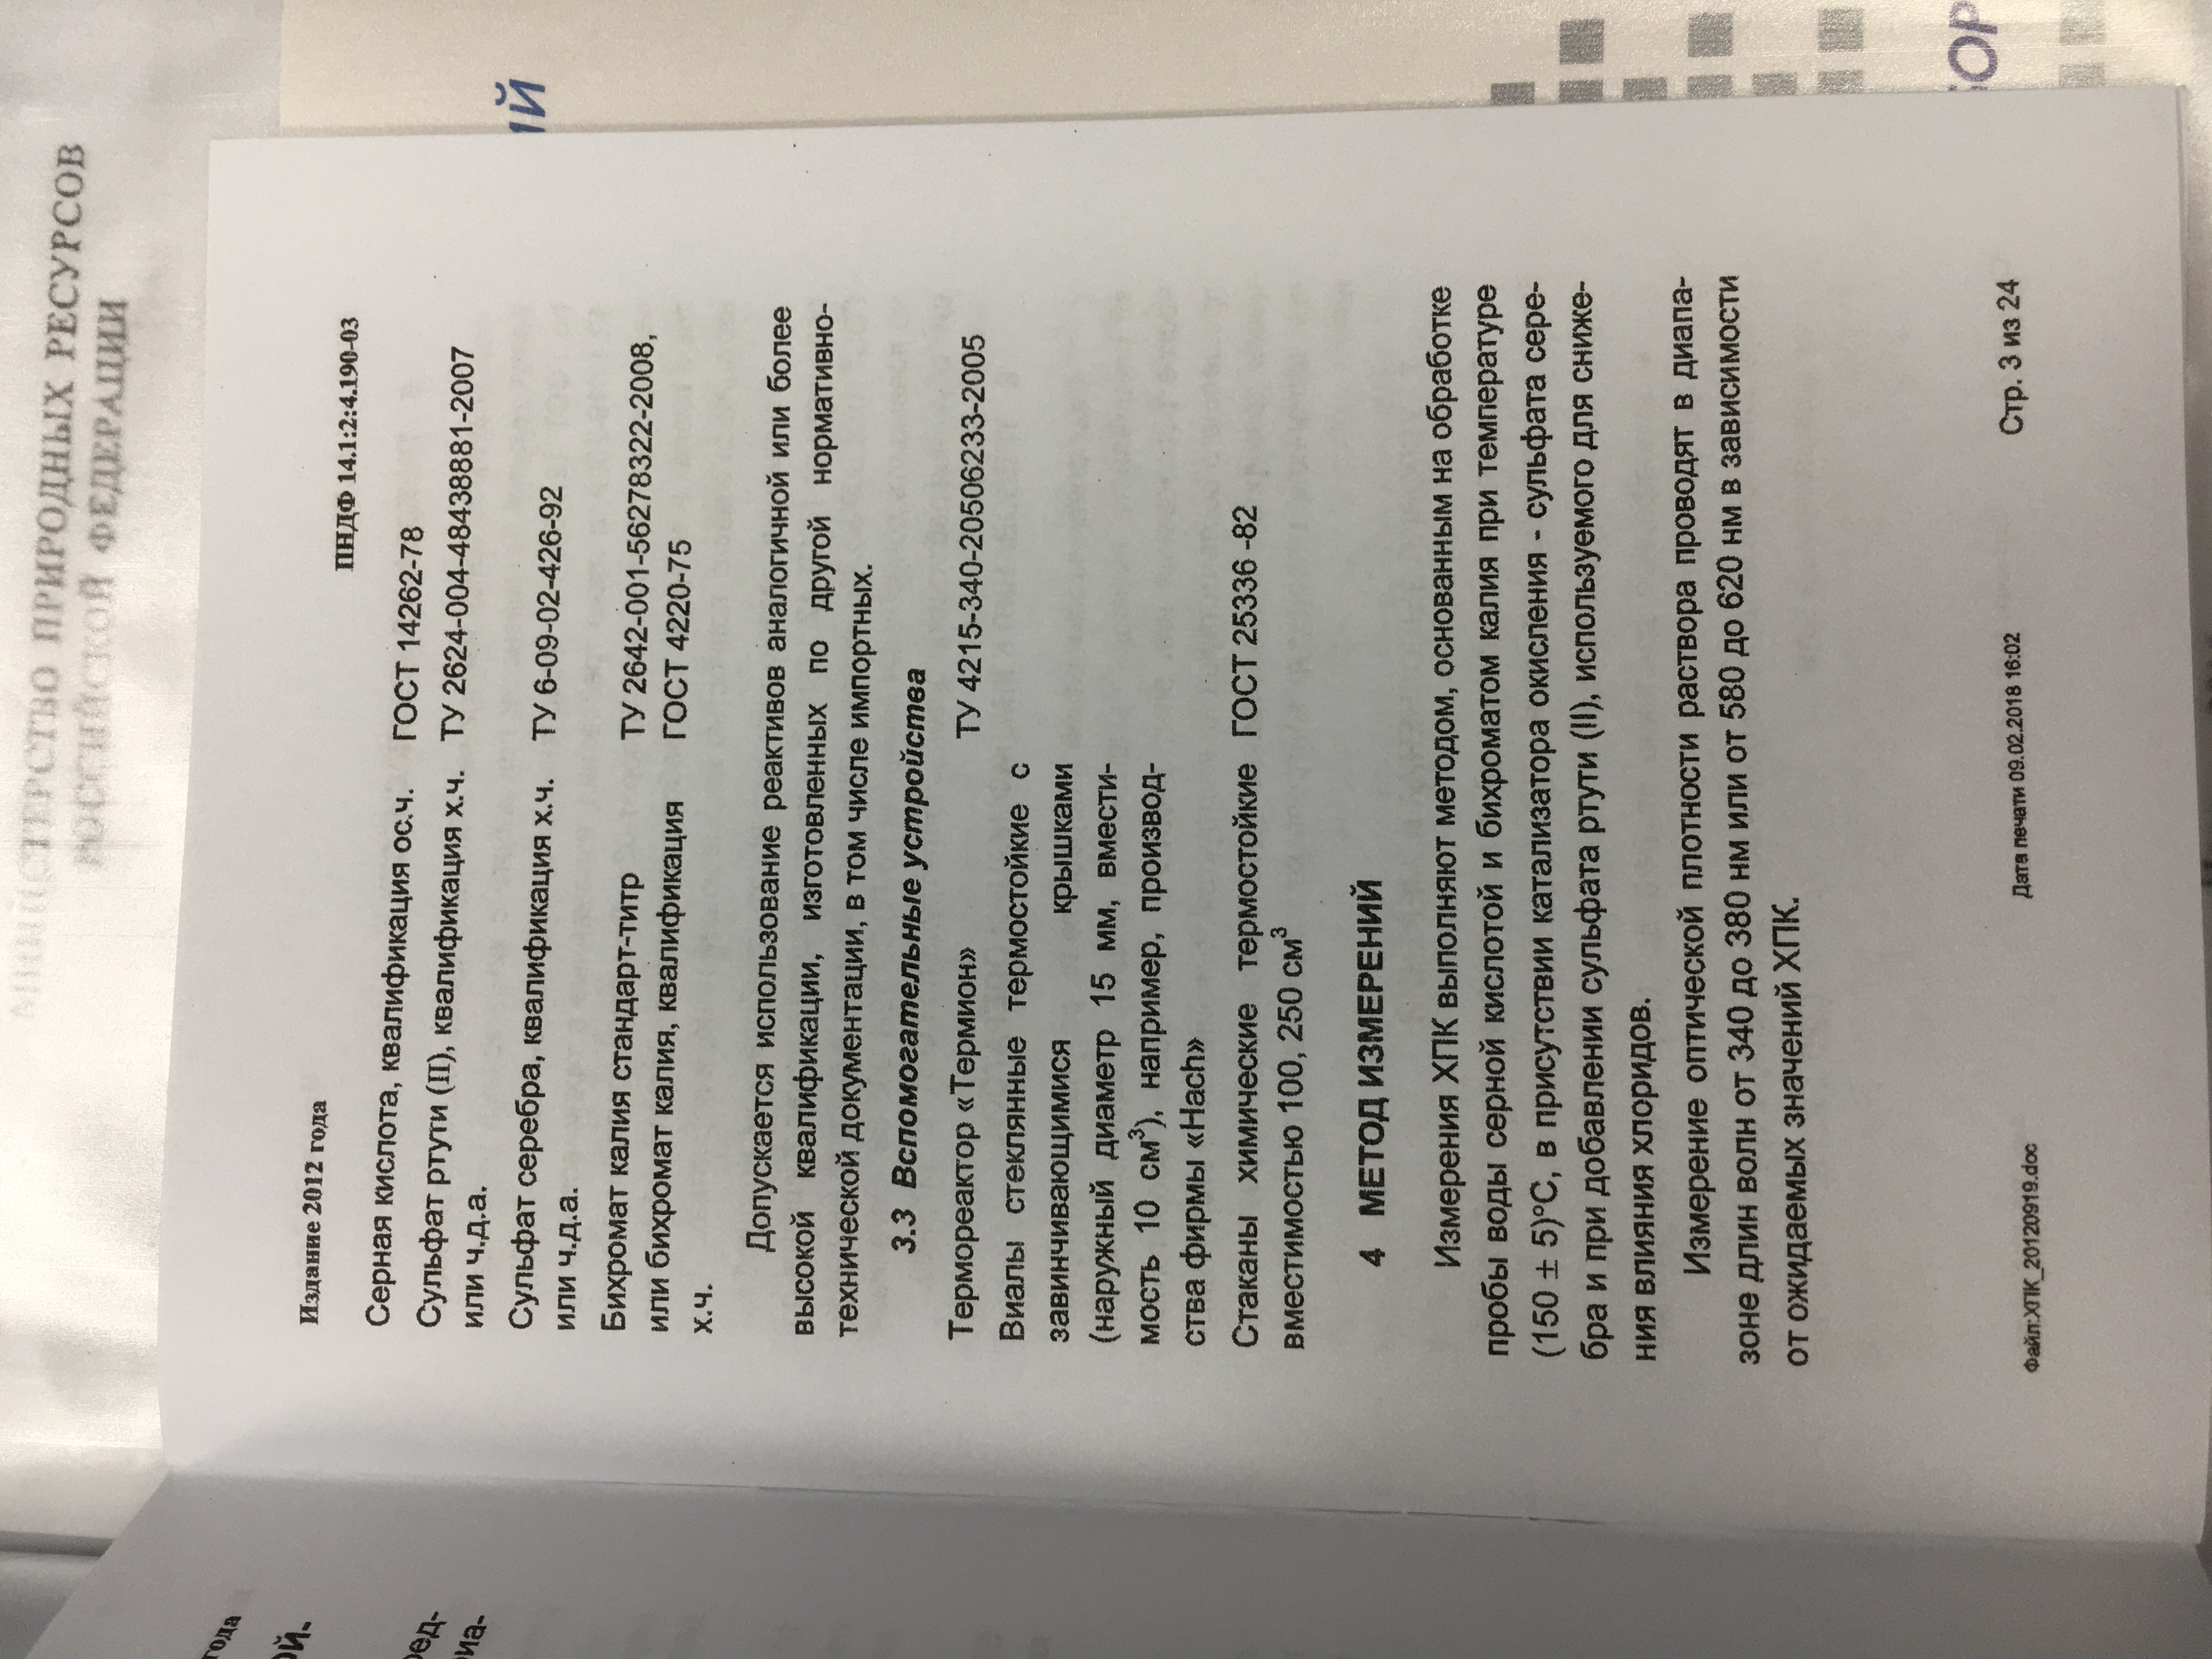 МИНИСТЕРСТВО ПРИРОДНЫХ РЕСУРСОВ
РОССИЙСКОЙ ФЕДЕРАЦИИ
года
ой-
ред-
риа-
ий
Издание 2012 года
ПНДФ 14.1:2:4.190-03
Серная кислота, квалификация ос.ч. ГОСТ 14262-78
Сульфат ртути (II), квалификация х.ч. ТУ 2624-004-48438881-2007
или ч.д.а.
Сульфат серебра, квалификация х.ч. ТУ 6-09-02-426-92
или ч.д.а.
Бихромат калия стандарт-титр ТУ 2642-001-56278322-2008,
или бихромат калия, квалификация ГОСТ 4220-75
х.ч.
Допускается использование реактивов аналогичной или более
высокой квалификации, изготовленных по другой нормативно-
технической документации, в том числе импортных.
3.3 Вспомогательные устройства
Термореактор «Термион» ТУ 4215-340-20506233-2005
Виалы стеклянные термостойкие с
завинчивающимися крышками
(наружный диаметр 15 мм, вмести-
мость 10 см³), например, производ-
ства фирмы «Hach»
Стаканы химические термостойкие ГОСТ 25336 -82
вместимостью 100, 250 см³
4 МЕТОД ИЗМЕРЕНИЙ
Измерения ХПК выполняют методом, основанным на обработке
пробы воды серной кислотой и бихроматом калия при температуре
(150 ± 5)°С, в присутствии катализатора окисления - сульфата сере-
бра и при добавлении сульфата ртути (II), используемого для сниже-
ния влияния хлоридов.
Измерение оптической плотности раствора проводят в диапа-
зоне длин волн от 340 до 380 нм или от 580 до 620 нм в зависимости
от ожидаемых значений ХПК.
БОР
Файл:ХПК_20120919.doc Дата печати 09.02.2018 16:02 Стр. 3 из 24